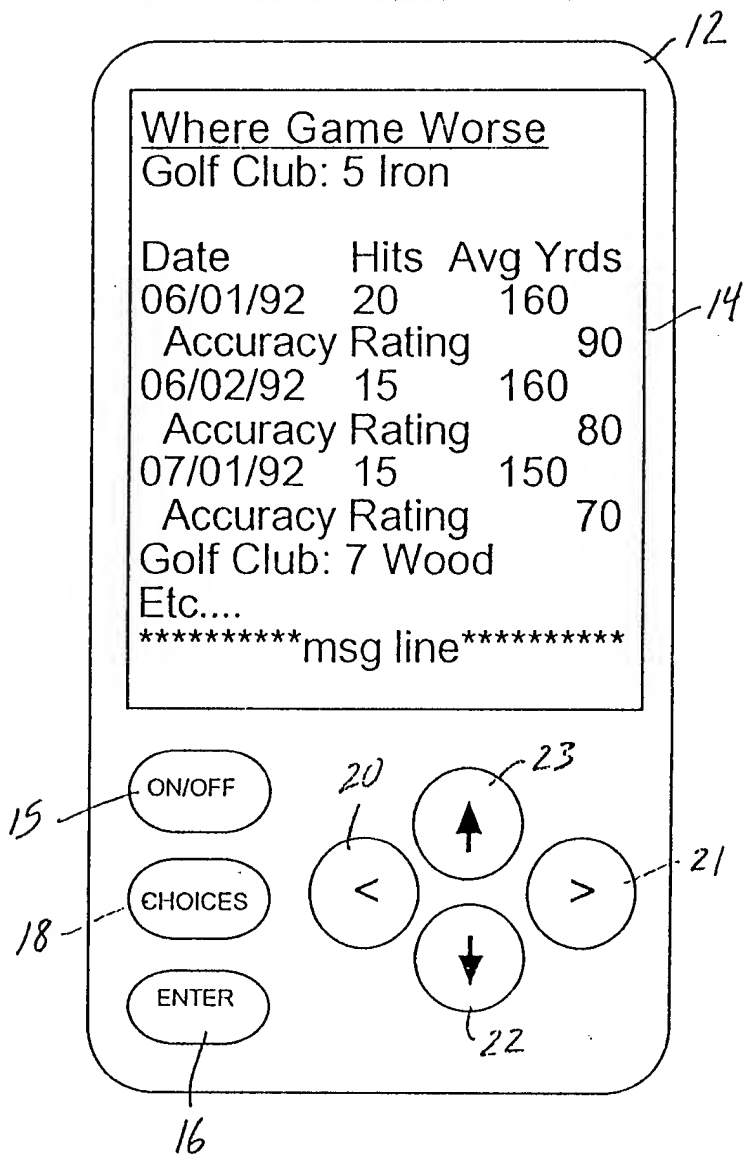 12
Where Game Worse
Golf Club: 5 Iron
Date Hits Avg Yrds
06/01/92 20 160
Accuracy Rating 90
14
06/02/92 15 160
Accuracy Rating 80
07/01/92 15 150
Accuracy Rating 70
Golf Club: 7 Wood
Etc....
**********msg line**********
ON/OFF
15
20
23
<
>
21
CHOICES
18
ENTER
22
16